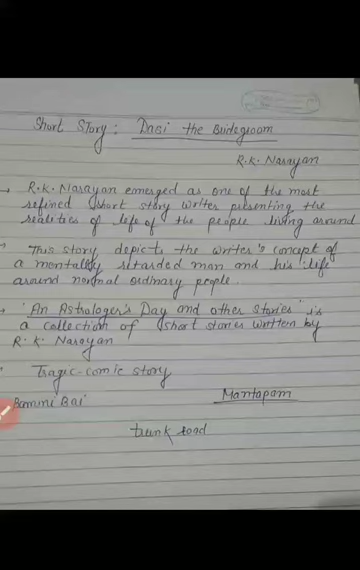 Short Story: Dasi the Bridegroom
R.K. Narayan
→ R.K. Narayan emerged as one of the most
refined short story writer presenting the
realities of life of the people living around
→ This story depicts the writer's concept of
a mentally retarded man and his life
around normal ordinary people.
→ 'An Astrologer's Day and other stories' is
a collection of short stories written by
R.K. Narayan
Tragic-comic story
Bamini Bai
Mantapam
trunk road